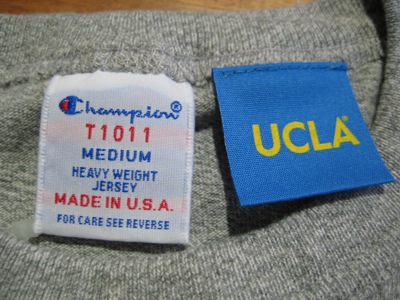 Champion®
T1011
MEDIUM
HEAVY WEIGHT
JERSEY
MADE IN U.S.A.
FOR CARE SEE REVERSE
UCLA®